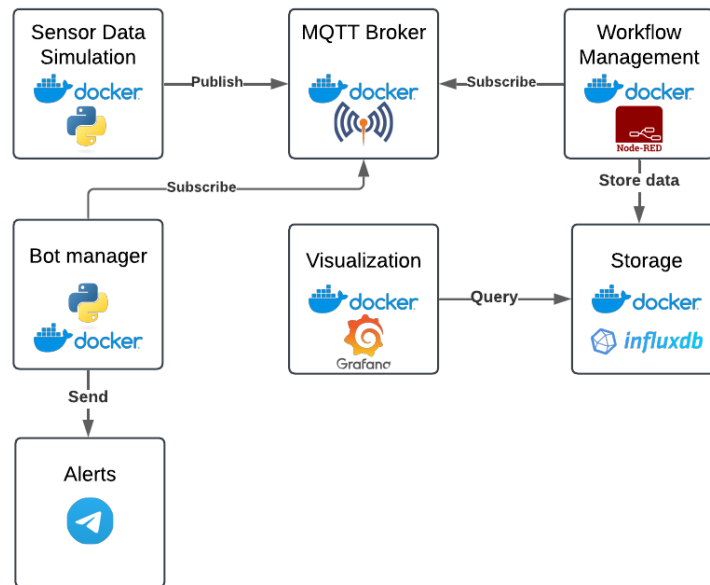 Sensor Data
Simulation
docker
Publish
MQTT Broker
docker
Subscribe
Workflow
Management
docker
Node-RED
Subscribe
Store data
Bot manager
docker
Visualization
docker
Grafana
Query
Storage
docker
influxdb
Send
Alerts